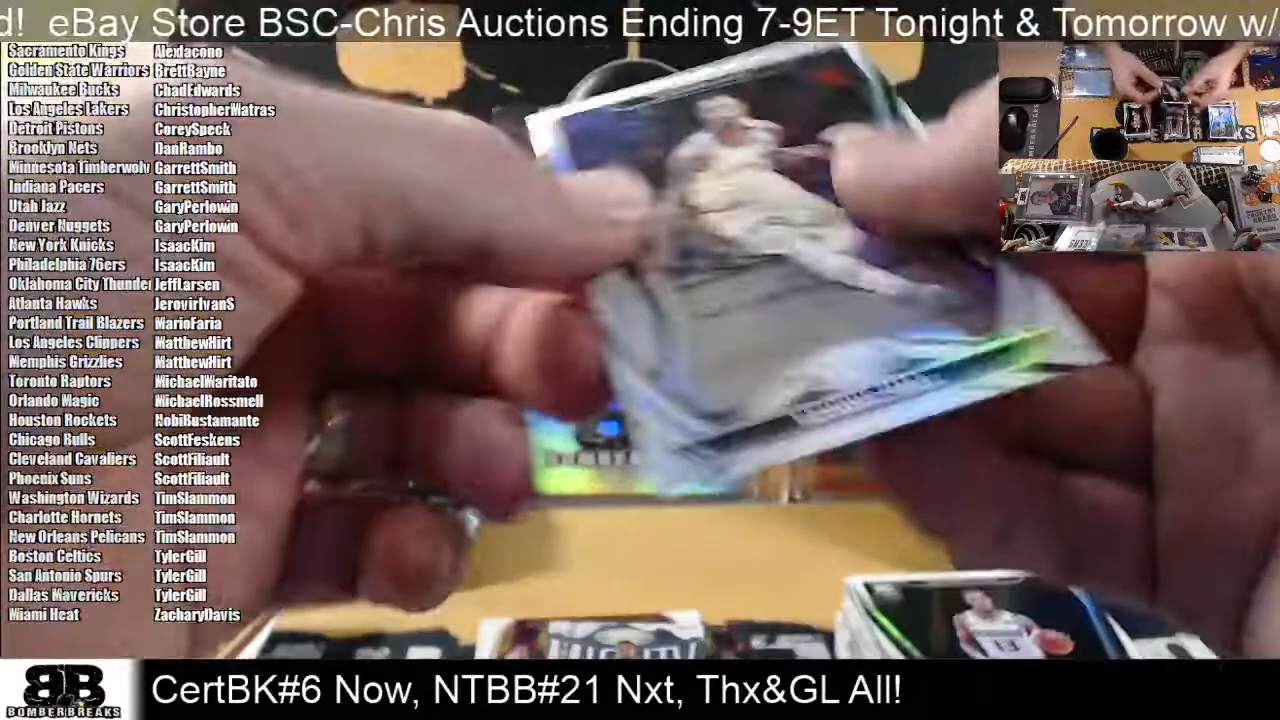 d! eBay Store BSC-Chris Auctions Ending 7-9ET Tonight & Tomorrow w/
Sacramento Kings AlexIacono
Golden State Warriors BrettBayne
Milwaukee Bucks ChadEdwards
Los Angeles Lakers ChristopherMatras
Detroit Pistons CoreySpeck
Brooklyn Nets DanRambo
Minnesota Timberwolv GarrettSmith
Indiana Pacers GarrettSmith
Utah Jazz GaryPerlowin
Denver Nuggets GaryPerlowin
New York Knicks IsaacKim
Philadelphia 76ers IsaacKim
Oklahoma City Thunde JeffLarsen
Atlanta Hawks JerovirIvanS
Portland Trail Blazers MarioFaria
Los Angeles Clippers MatthewHirt
Memphis Grizzlies MatthewHirt
Toronto Raptors MichaelWaritato
Orlando Magic MichaelRossmell
Houston Rockets NobiBustamante
Chicago Bulls ScottFeskens
Cleveland Cavaliers ScottFiliault
Phoenix Suns ScottFiliault
Washington Wizards TimSlammon
Charlotte Hornets TimSlammon
New Orleans Pelicans TimSlammon
Boston Celtics TylerGill
San Antonio Spurs TylerGill
Dallas Mavericks TylerGill
Miami Heat ZacharyDavis
BOMBERBREAKS
CertBK#6 Now, NTBB#21 Nxt, Thx&GL All!